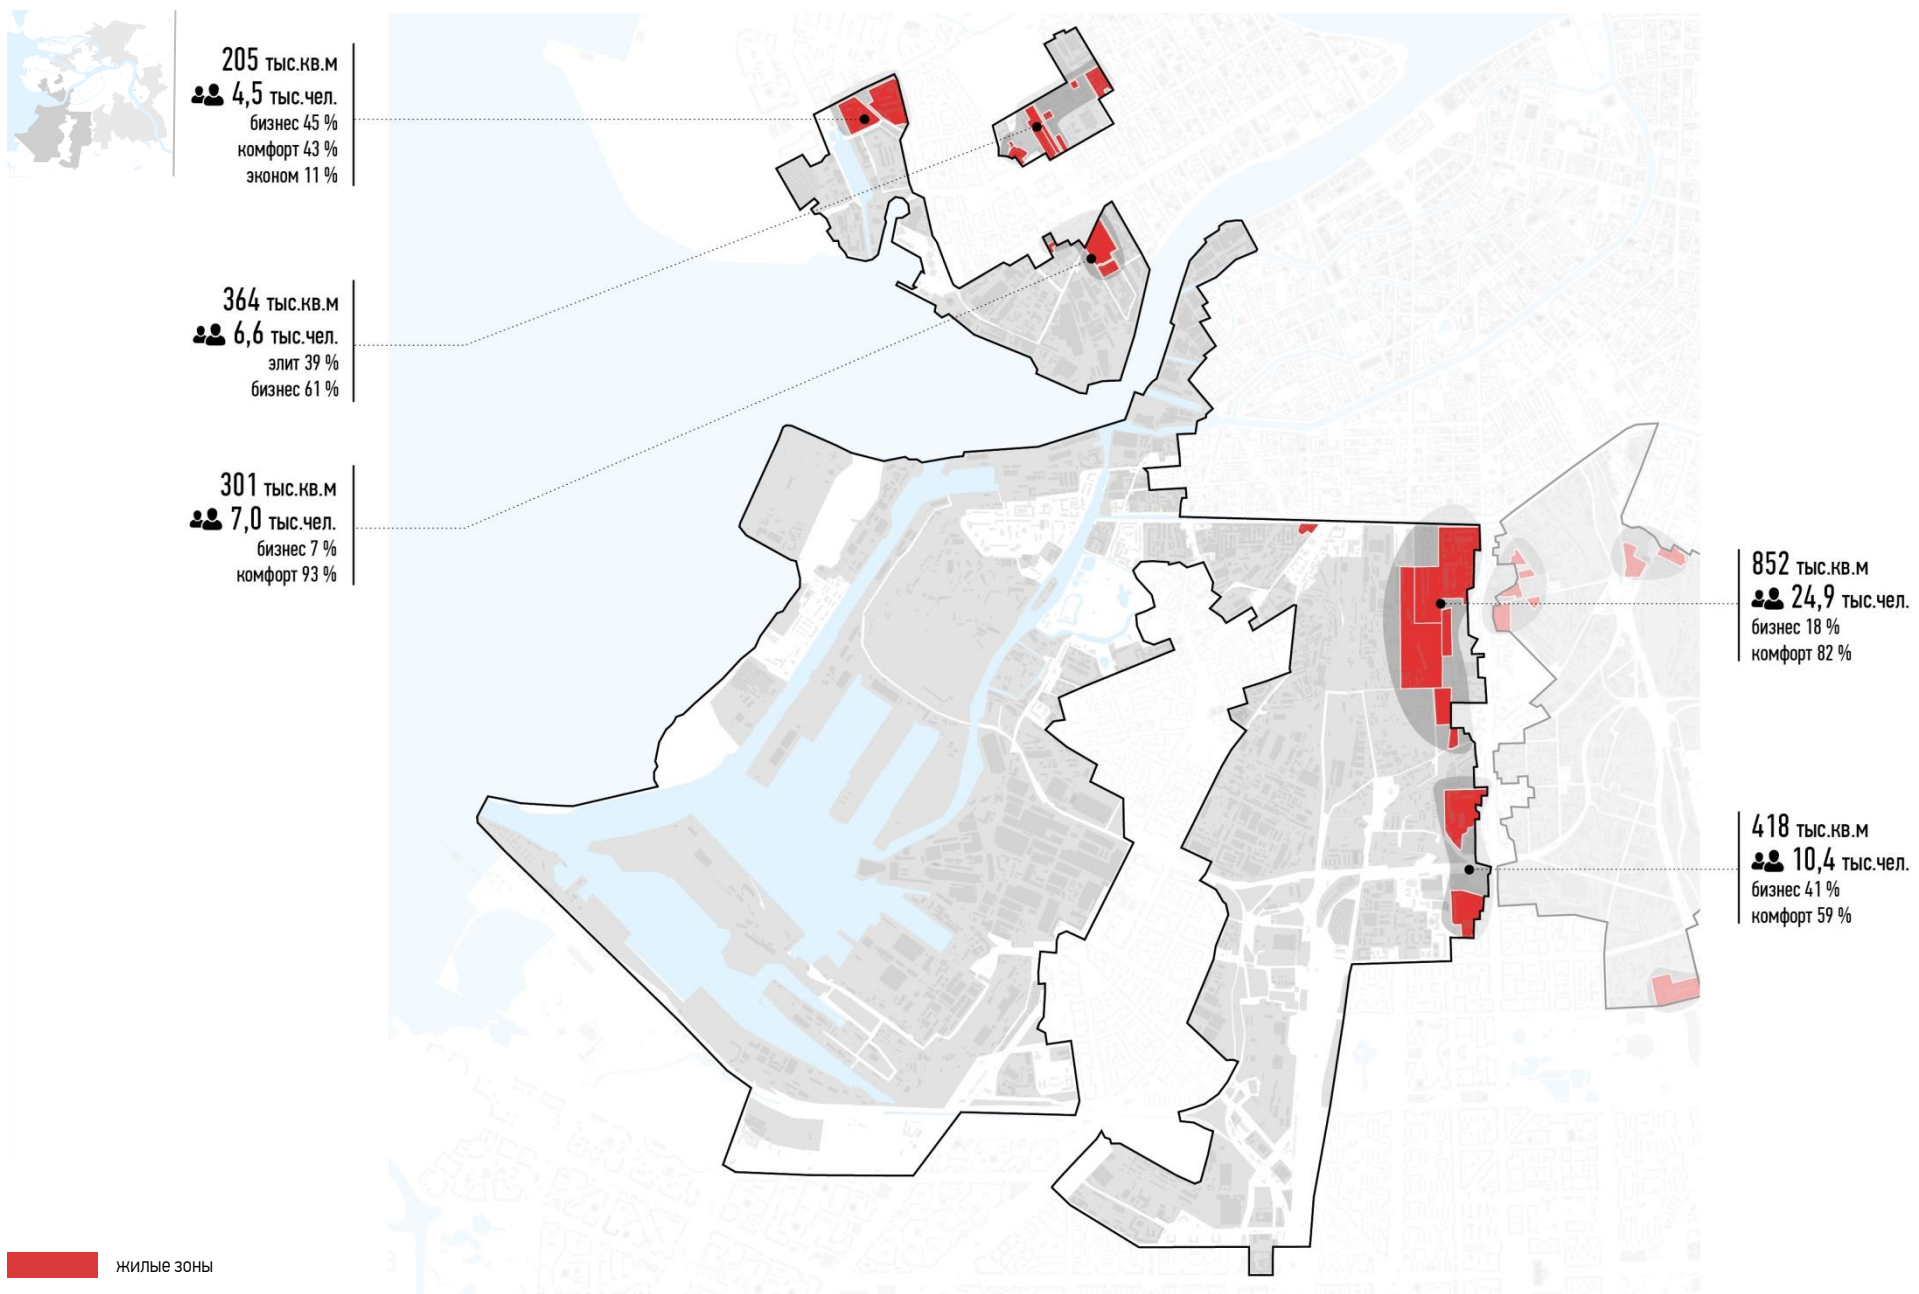 205 тыс.кв.м
4,5 тыс.чел.
бизнес 45 %
комфорт 43 %
эконом 11 %
364 тыс.кв.м
6,6 тыс.чел.
элит 39 %
бизнес 61 %
301 тыс.кв.м
7,0 тыс.чел.
бизнес 7 %
комфорт 93 %
852 тыс.кв.м
24,9 тыс.чел.
бизнес 18 %
комфорт 82 %
418 тыс.кв.м
10,4 тыс.чел.
бизнес 41 %
комфорт 59 %
жилые зоны